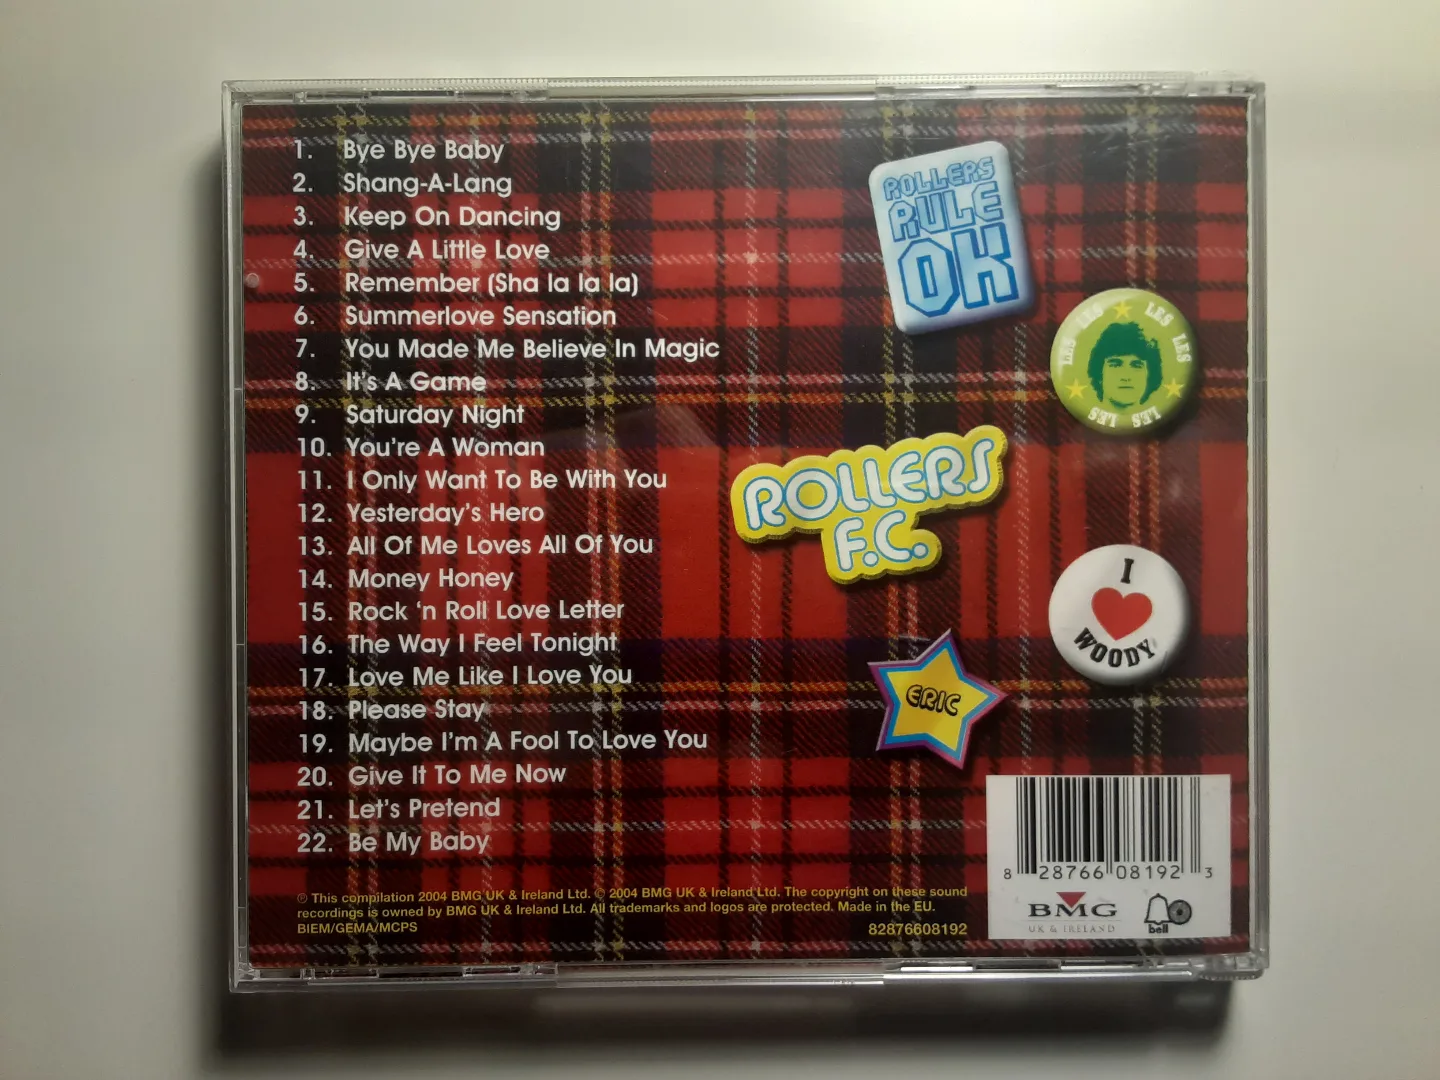 1. Bye Bye Baby
2. Shang-A-Lang
3. Keep On Dancing
4. Give A Little Love
5. Remember (Sha la la la)
6. Summerlove Sensation
7. You Made Me Believe In Magic
8. It's A Game
9. Saturday Night
10. You're A Woman
11. I Only Want To Be With You
12. Yesterday's Hero
13. All Of Me Loves All Of You
14. Money Honey
15. Rock 'n Roll Love Letter
16. The Way I Feel Tonight
17. Love Me Like I Love You
18. Please Stay
19. Maybe I'm A Fool To Love You
20. Give It To Me Now
21. Let's Pretend
22. Be My Baby
ROLLERS
RULE
OK
LES LES LES LES
LES LES
ROLLERS
F.C.
I
WOODY
ERIC
℗ This compilation 2004 BMG UK & Ireland Ltd. © 2004 BMG UK & Ireland Ltd. The copyright on these sound
recordings is owned by BMG UK & Ireland Ltd. All trademarks and logos are protected. Made in the EU.
BIEM/GEMA/MCPS
82876608192
8 28766 08192 3
BMG
UK & IRELAND
bell